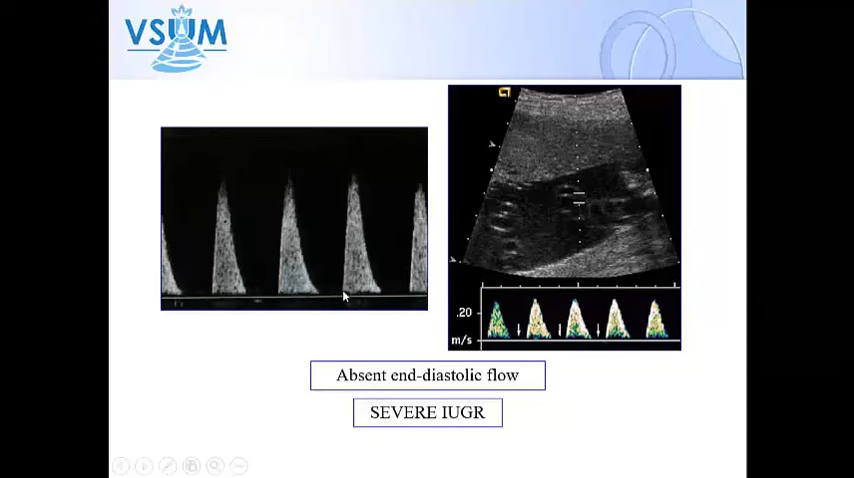 VSUM
.20
m/s
Absent end-diastolic flow
SEVERE IUGR